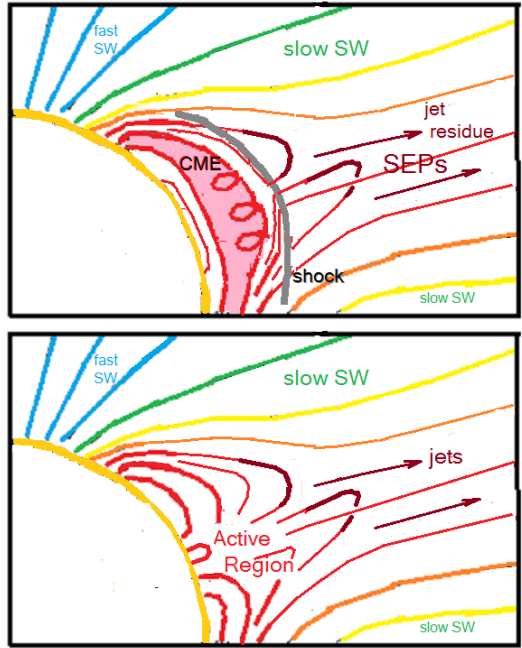 fast
SW
slow SW
jet
residue
CME
SEPs
shock
slow SW
fast
SW
slow SW
jets
Active
Region
slow SW